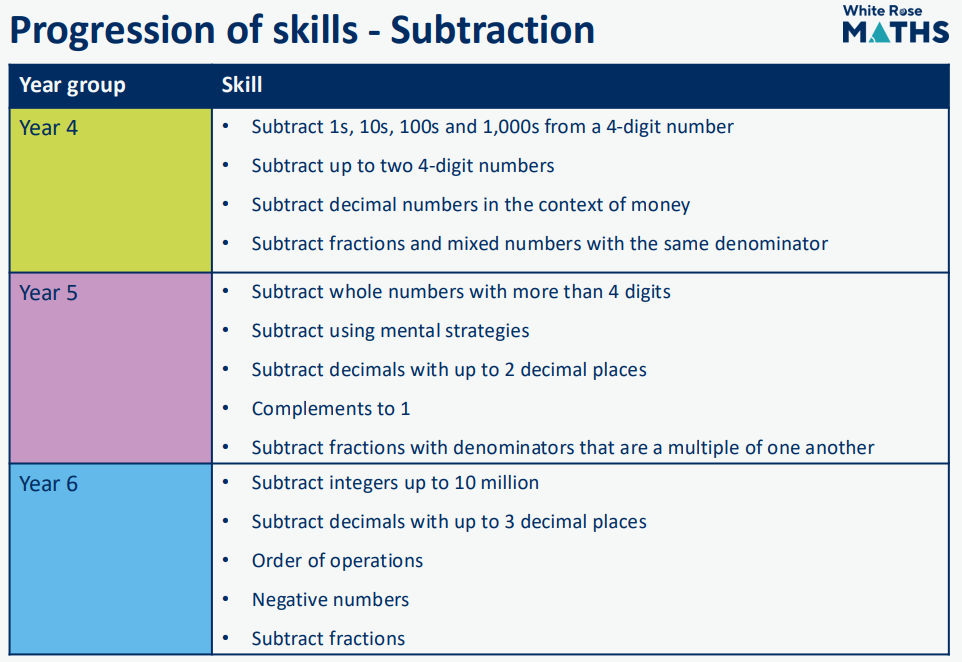 Progression of skills - Subtraction
White Rose
MATHS
Year group
Skill
Year 4
• Subtract 1s, 10s, 100s and 1,000s from a 4-digit number
• Subtract up to two 4-digit numbers
• Subtract decimal numbers in the context of money
• Subtract fractions and mixed numbers with the same denominator
Year 5
• Subtract whole numbers with more than 4 digits
• Subtract using mental strategies
• Subtract decimals with up to 2 decimal places
• Complements to 1
• Subtract fractions with denominators that are a multiple of one another
Year 6
• Subtract integers up to 10 million
• Subtract decimals with up to 3 decimal places
• Order of operations
• Negative numbers
• Subtract fractions